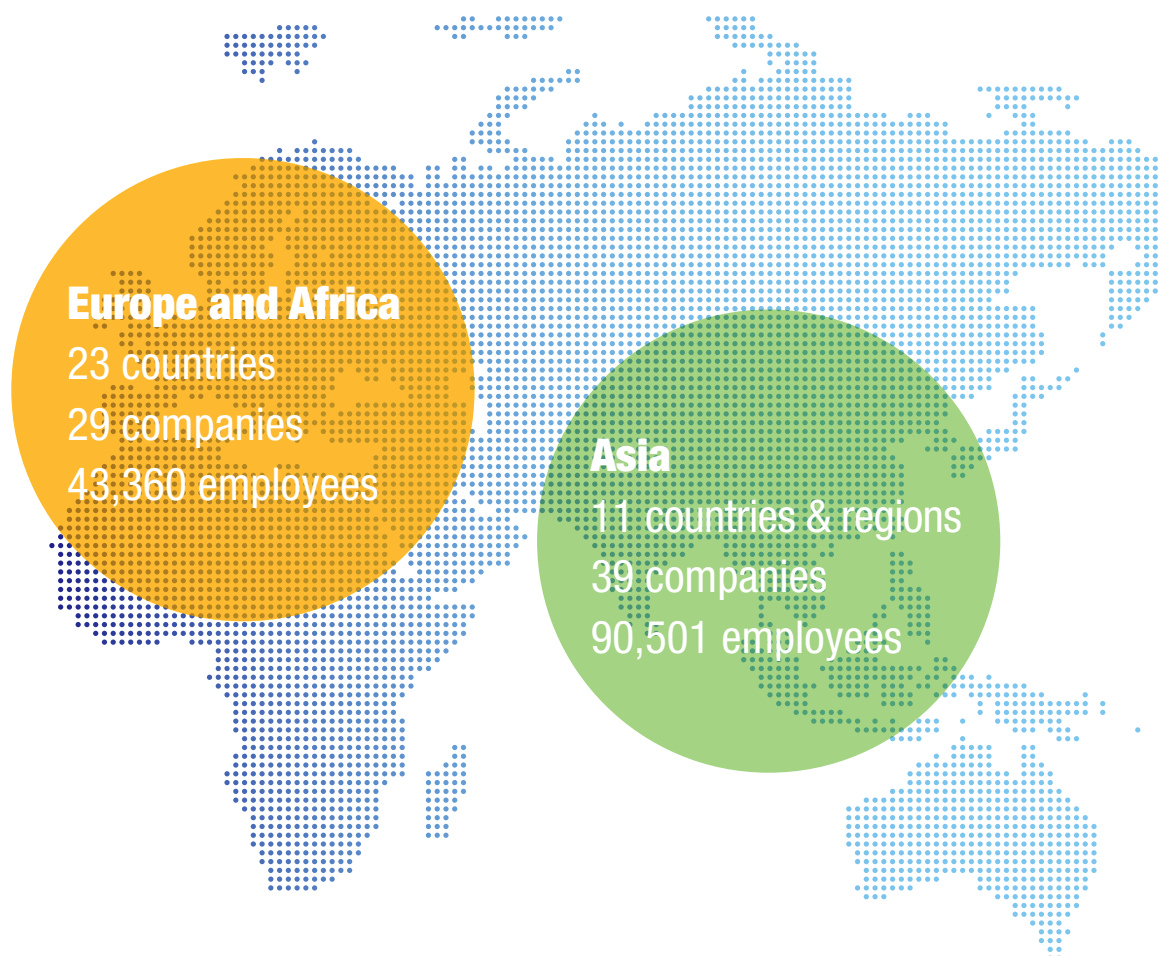 Europe and Africa
23 countries
29 companies
43,360 employees
Asia
11 countries & regions
39 companies
90,501 employees